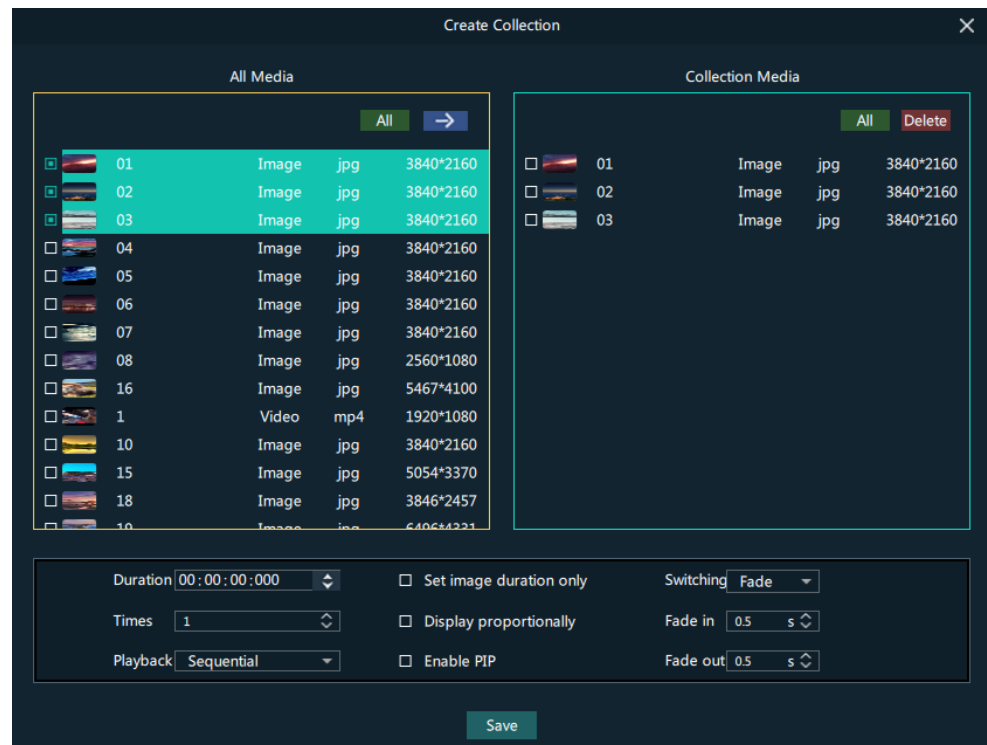 Create Collection
All Media
Collection Media
All
All Delete
01 Image jpg 3840*2160
02 Image jpg 3840*2160
03 Image jpg 3840*2160
04 Image jpg 3840*2160
05 Image jpg 3840*2160
06 Image jpg 3840*2160
07 Image jpg 3840*2160
08 Image jpg 2560*1080
16 Image jpg 5467*4100
1 Video mp4 1920*1080
10 Image jpg 3840*2160
15 Image jpg 5054*3370
18 Image jpg 3846*2457
19 Image jpg 6496*4331
01 Image jpg 3840*2160
02 Image jpg 3840*2160
03 Image jpg 3840*2160
Duration 00:00:00:000
Set image duration only
Switching Fade
Times 1
Display proportionally
Fade in 0.5 s
Playback Sequential
Enable PIP
Fade out 0.5 s
Save